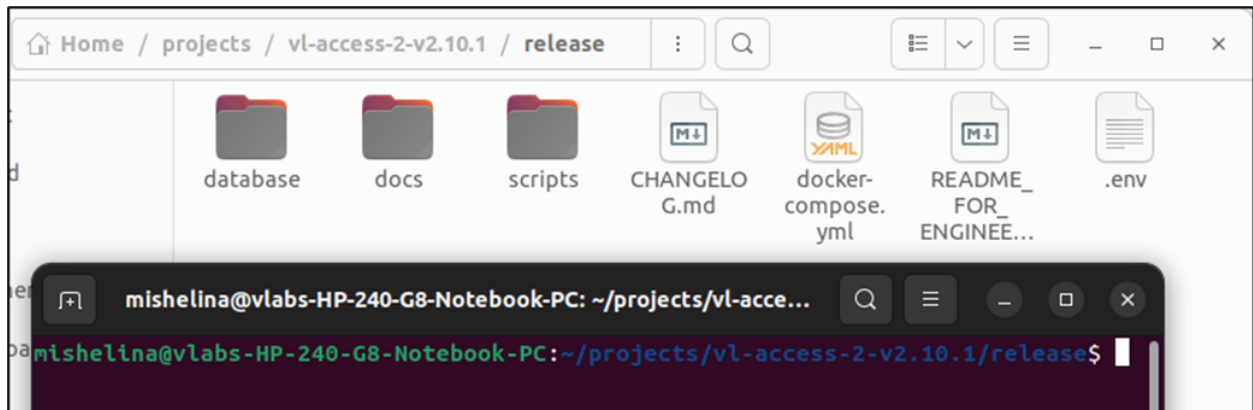 Home / projects / vl-access-2-v2.10.1 / release
database
docs
scripts
CHANGELO
G.md
YAML
docker-
compose.
yml
README_
FOR_
ENGINEE...
.env
mishelina@vlabs-HP-240-G8-Notebook-PC: ~/projects/vl-acce...
mishelina@vlabs-HP-240-G8-Notebook-PC:~/projects/vl-access-2-v2.10.1/release$